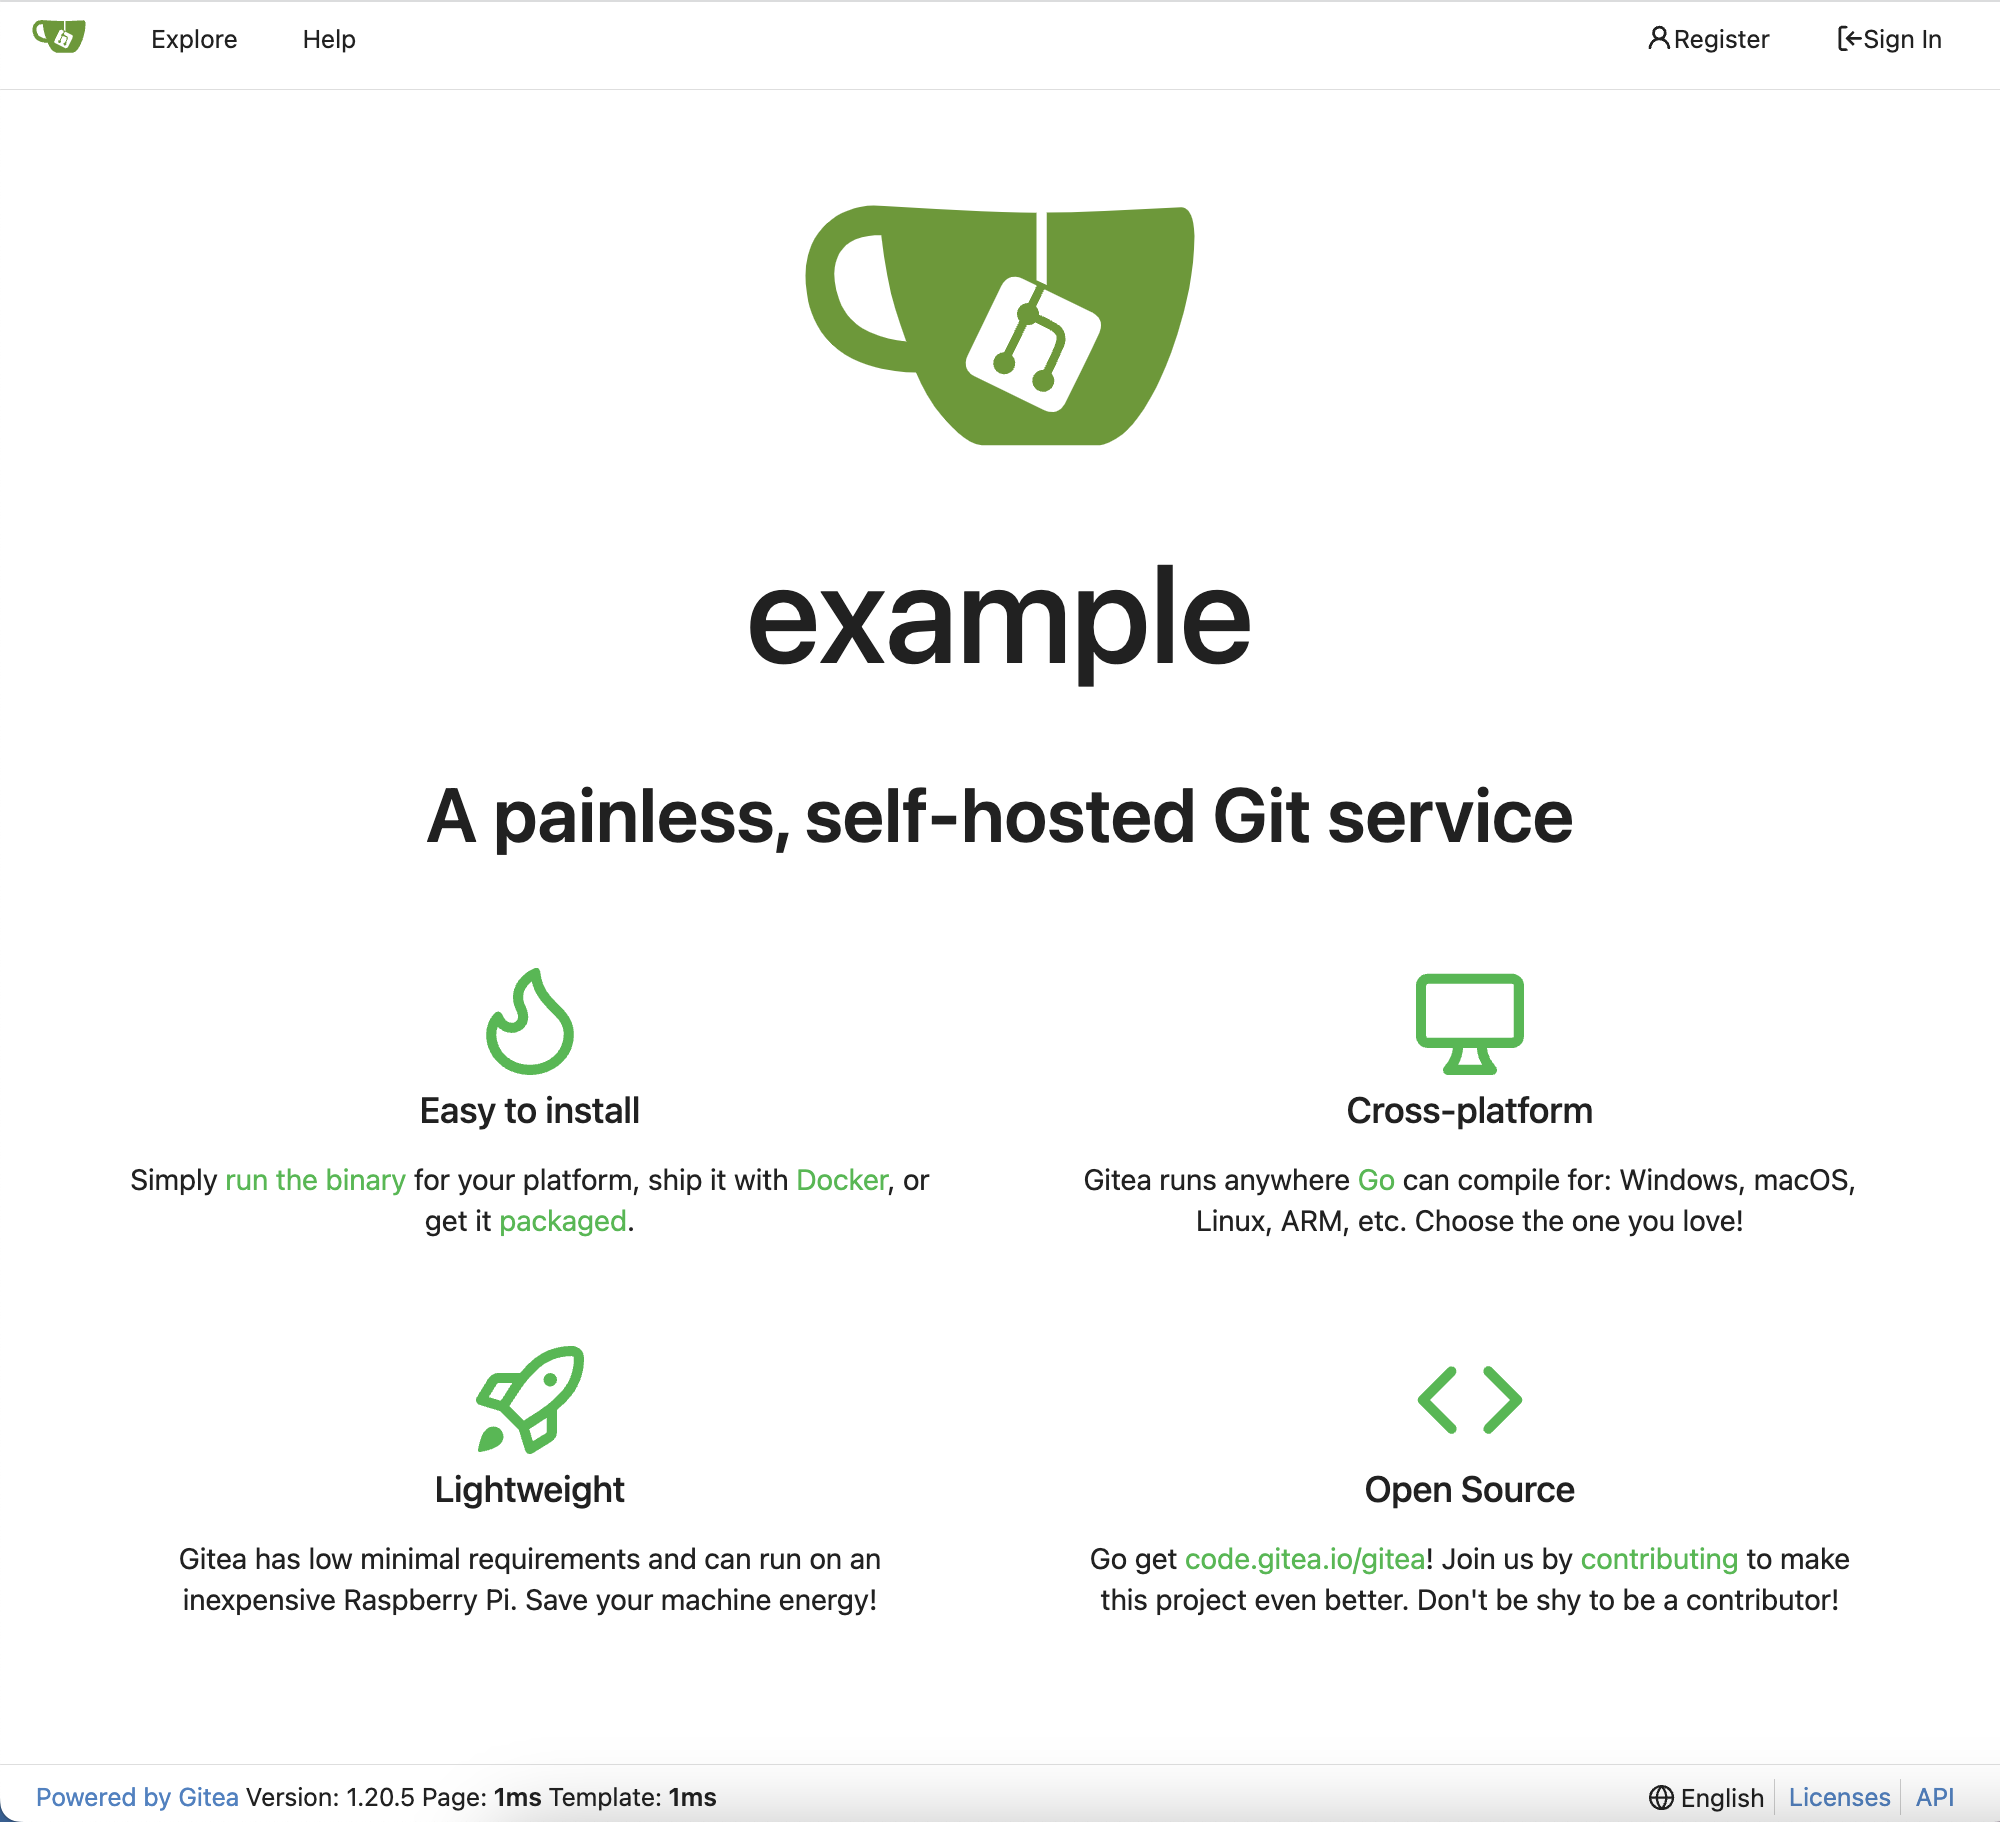 Explore Help Register Sign In
example
A painless, self-hosted Git service
Easy to install
Simply run the binary for your platform, ship it with Docker, or
get it packaged.
Cross-platform
Gitea runs anywhere Go can compile for: Windows, macOS,
Linux, ARM, etc. Choose the one you love!
Lightweight
Gitea has low minimal requirements and can run on an
inexpensive Raspberry Pi. Save your machine energy!
Open Source
Go get code.gitea.io/gitea! Join us by contributing to make
this project even better. Don't be shy to be a contributor!
Powered by Gitea Version: 1.20.5 Page: 1ms Template: 1ms English Licenses API